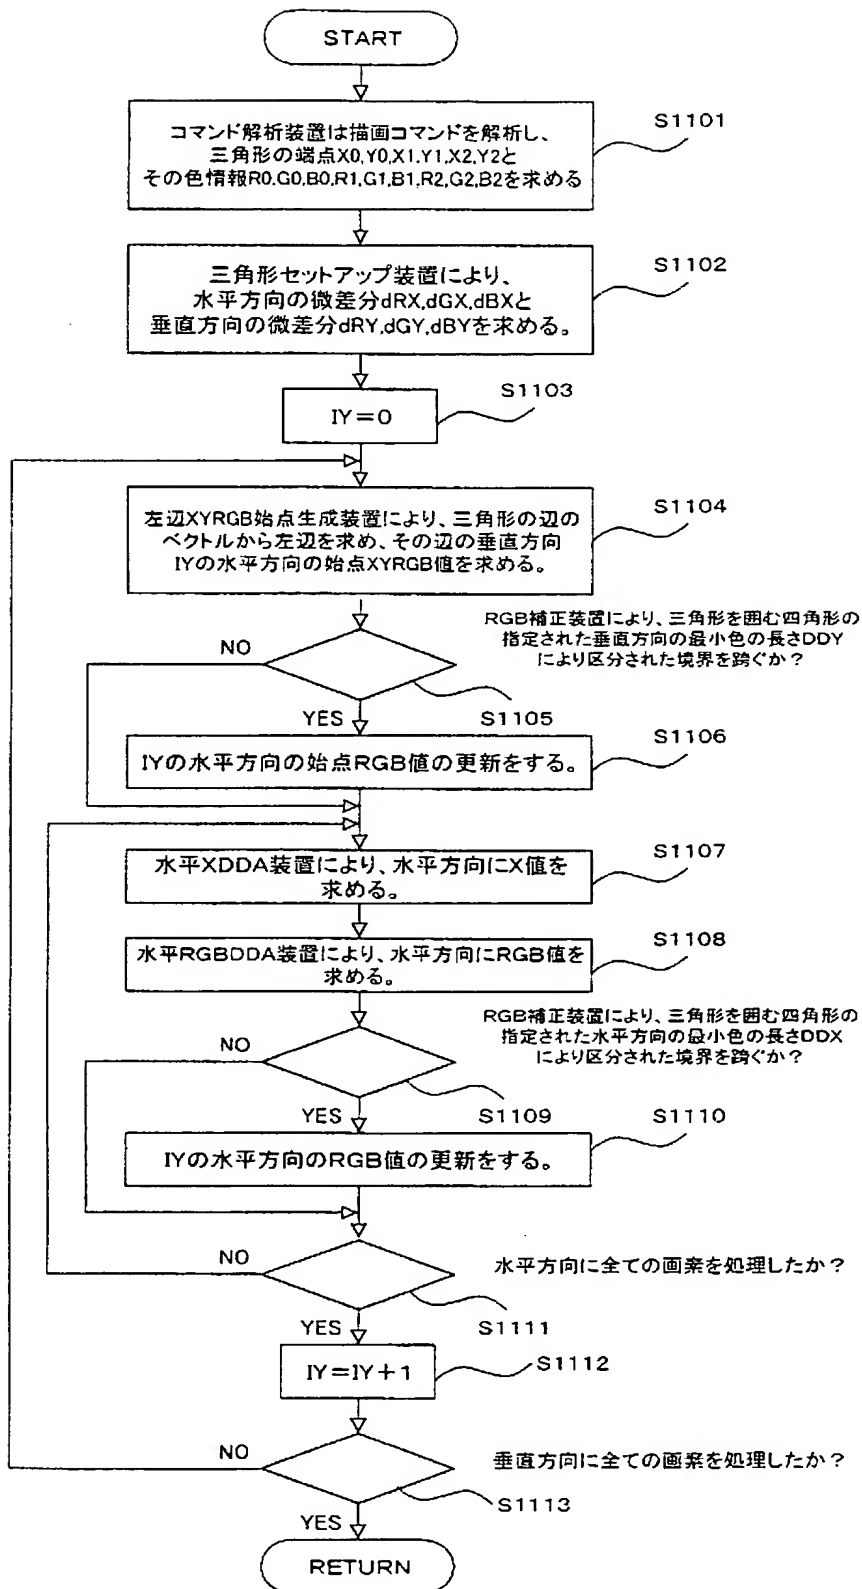 START
S1101
コマンド解析装置は描画コマンドを解析し、
三角形の端点X0,Y0,X1,Y1,X2,Y2と
その色情報R0,G0,B0,R1,G1,B1,R2,G2,B2を求める
S1102
三角形セットアップ装置により、
水平方向の微差分dRX,dGX,dBXと
垂直方向の微差分dRY,dGY,dBYを求める。
S1103
IY=0
S1104
左辺XYRGB始点生成装置により、三角形の辺の
ベクトルから左辺を求め、その辺の垂直方向
IYの水平方向の始点XYRGB値を求める。
RGB補正装置により、三角形を囲む四角形の
指定された垂直方向の最小色の長さDDY
により区分された境界を跨ぐか?
NO
YES
S1105
S1106
IYの水平方向の始点RGB値の更新をする。
S1107
水平XDDA装置により、水平方向にX値を
求める。
S1108
水平RGBDDA装置により、水平方向にRGB値を
求める。
RGB補正装置により、三角形を囲む四角形の
指定された水平方向の最小色の長さDDX
により区分された境界を跨ぐか?
NO
YES
S1109
S1110
IYの水平方向のRGB値の更新をする。
NO
水平方向に全ての画素を処理したか?
YES
S1111
IY=IY+1
S1112
NO
垂直方向に全ての画素を処理したか?
S1113
YES
RETURN